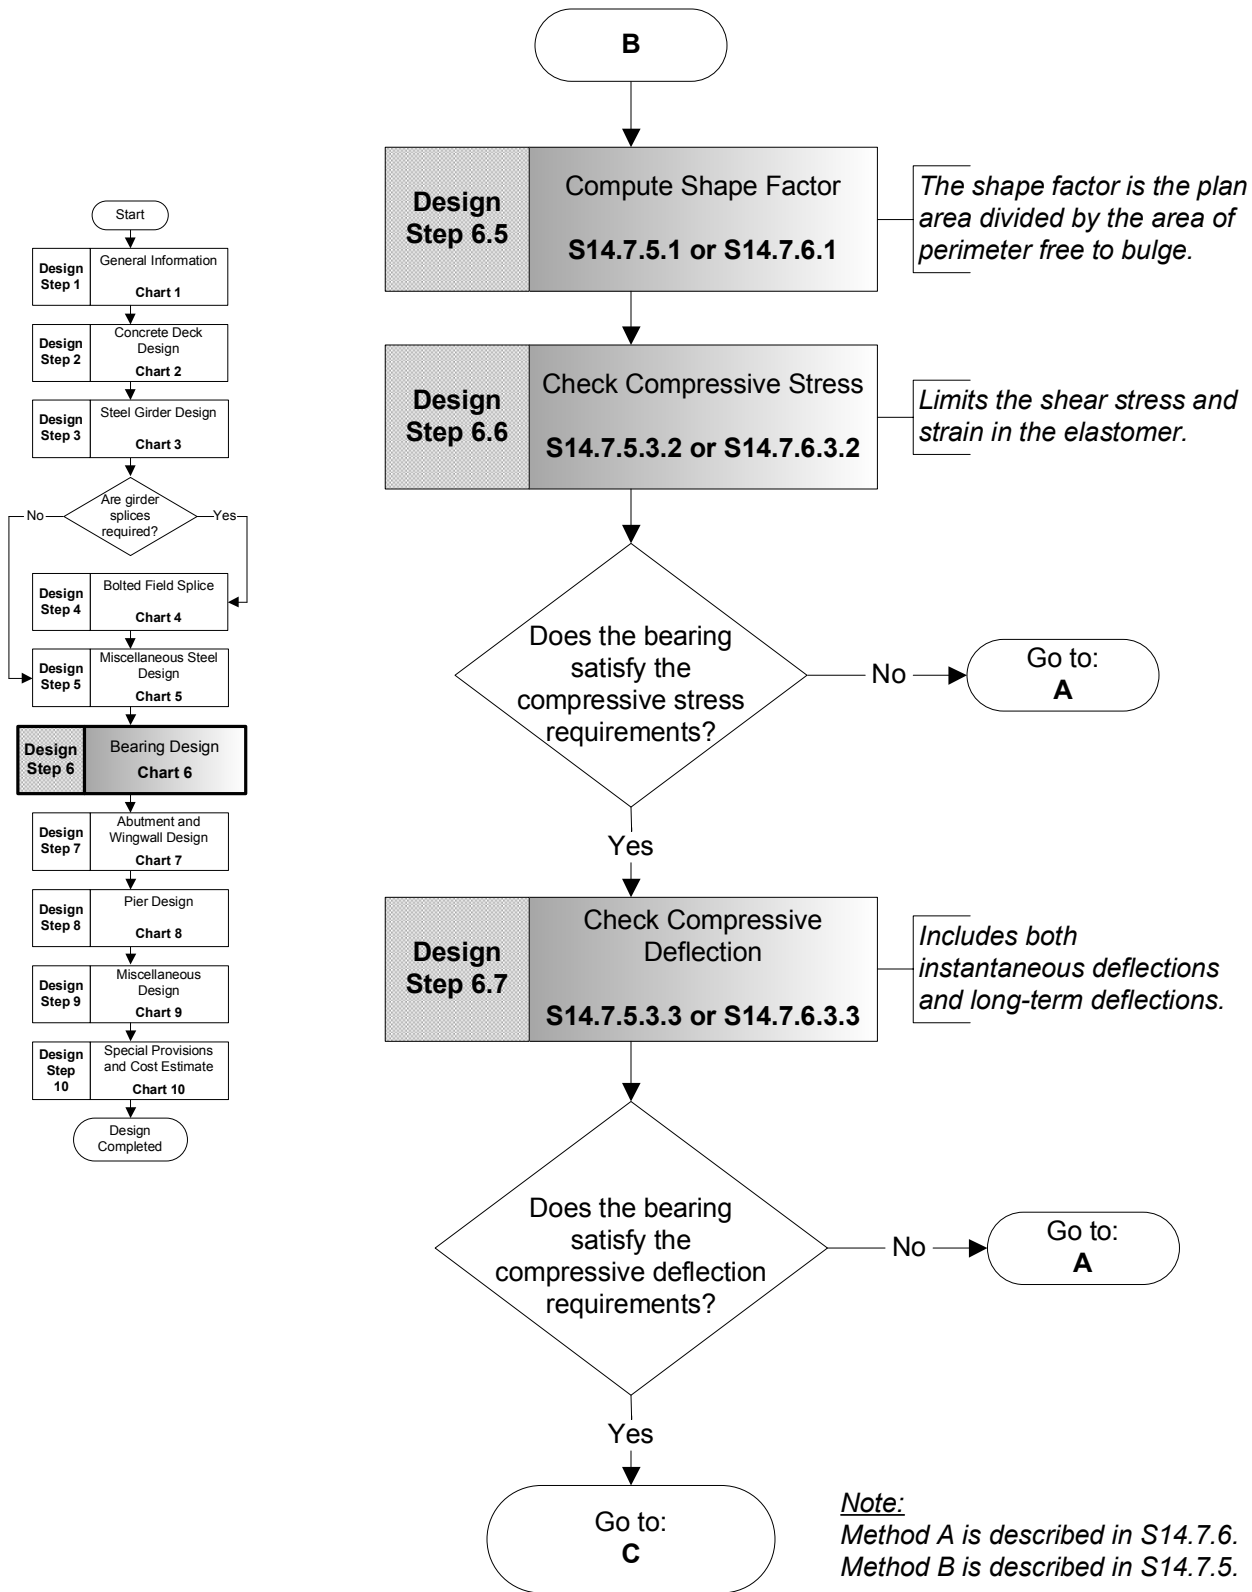 Start
Design
Step 1
General Information
Chart 1
Design
Step 2
Concrete Deck
Design
Chart 2
Design
Step 3
Steel Girder Design
Chart 3
Are girder
splices
required?
No
Yes
Design
Step 4
Bolted Field Splice
Chart 4
Design
Step 5
Miscellaneous Steel
Design
Chart 5
Design
Step 6
Bearing Design
Chart 6
Design
Step 7
Abutment and
Wingwall Design
Chart 7
Design
Step 8
Pier Design
Chart 8
Design
Step 9
Miscellaneous
Design
Chart 9
Design
Step
10
Special Provisions
and Cost Estimate
Chart 10
Design
Completed
B
Design
Step 6.5
Compute Shape Factor
S14.7.5.1 or S14.7.6.1
The shape factor is the plan
area divided by the area of
perimeter free to bulge.
Design
Step 6.6
Check Compressive Stress
S14.7.5.3.2 or S14.7.6.3.2
Limits the shear stress and
strain in the elastomer.
Does the bearing
satisfy the
compressive stress
requirements?
No
Go to:
A
Yes
Design
Step 6.7
Check Compressive
Deflection
S14.7.5.3.3 or S14.7.6.3.3
Includes both
instantaneous deflections
and long-term deflections.
Does the bearing
satisfy the
compressive deflection
requirements?
No
Go to:
A
Yes
Go to:
C
Note:
Method A is described in S14.7.6.
Method B is described in S14.7.5.